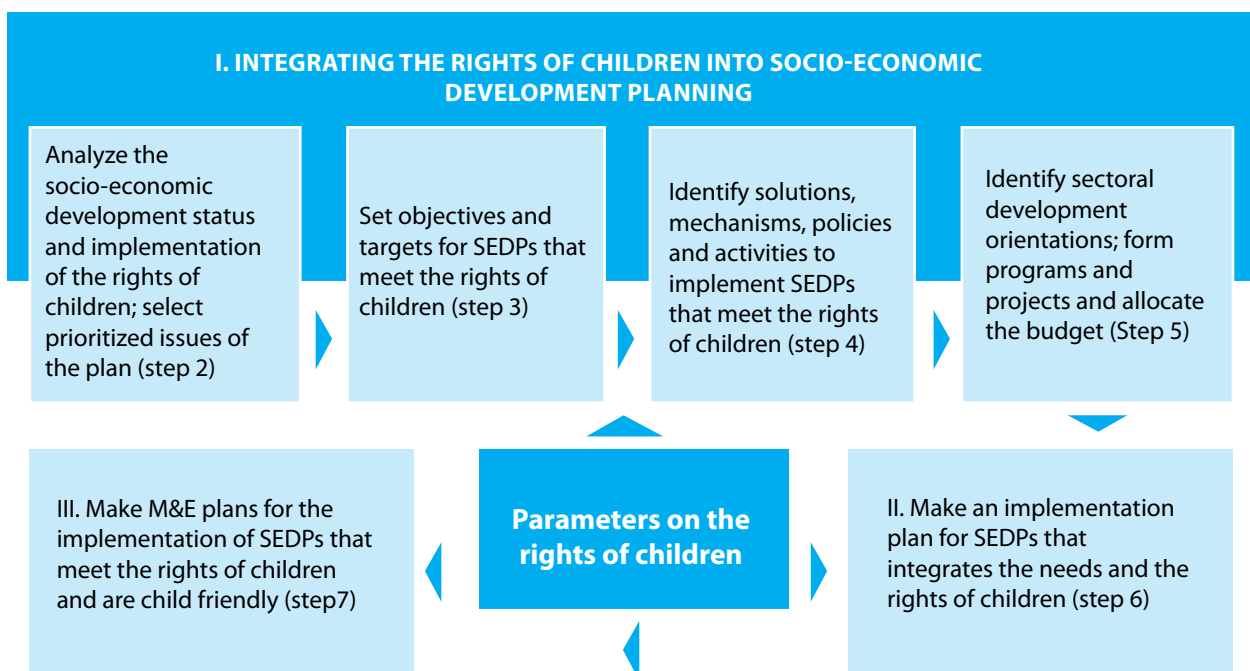 I. INTEGRATING THE RIGHTS OF CHILDREN INTO SOCIO-ECONOMIC
DEVELOPMENT PLANNING
Analyze the
socio-economic
development status
and implementation
of the rights of
children; select
prioritized issues of
the plan (step 2)
Set objectives and
targets for SEDPs that
meet the rights of
children (step 3)
Identify solutions,
mechanisms, policies
and activities to
implement SEDPs
that meet the rights
of children (step 4)
Identify sectoral
development
orientations; form
programs and
projects and allocate
the budget (Step 5)
III. Make M&E plans for the
implementation of SEDPs that
meet the rights of children
and are child friendly (step7)
Parameters on the
rights of children
II. Make an implementation
plan for SEDPs that
integrates the needs and the
rights of children (step 6)